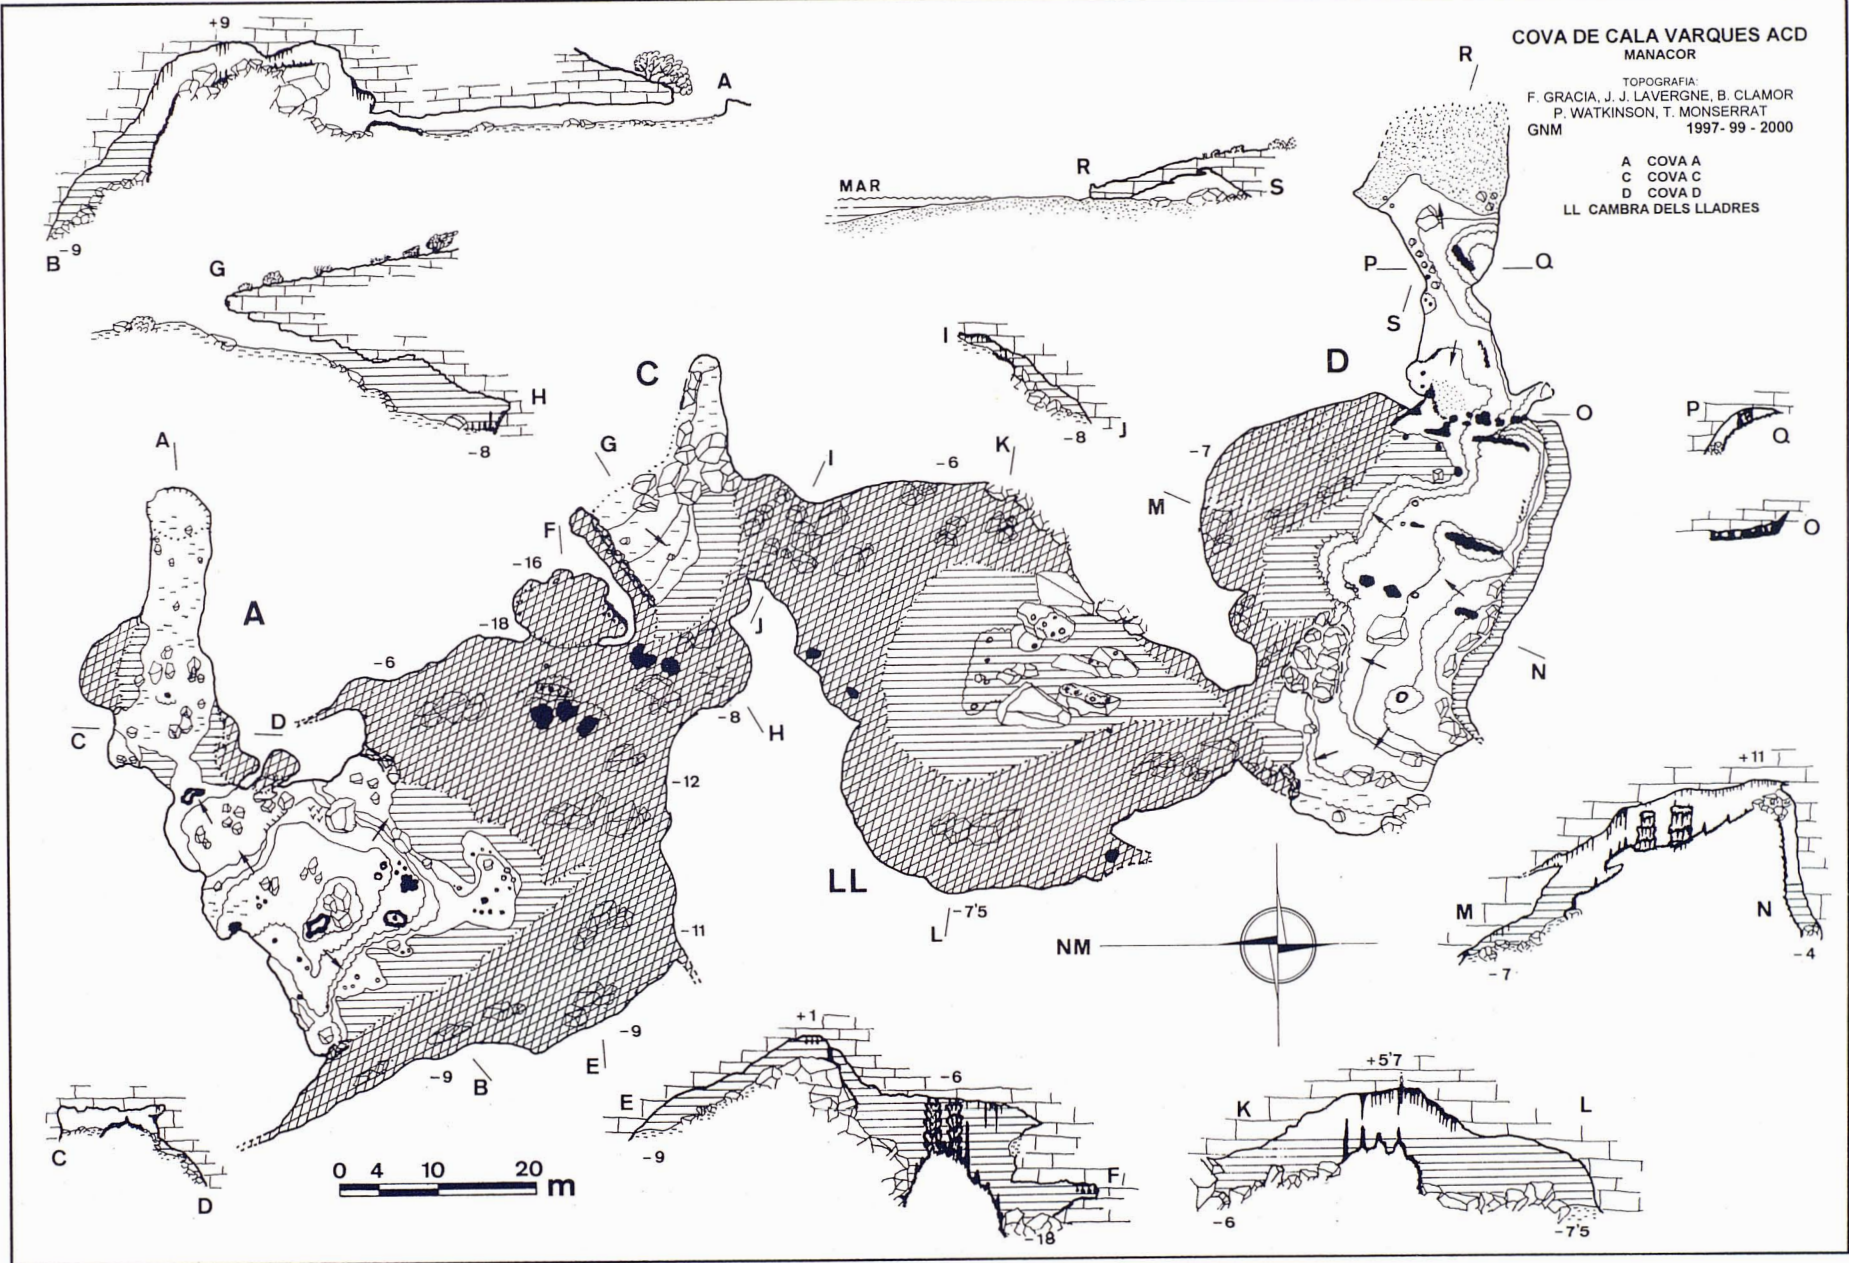 COVA DE CALA VARQUES ACD
MANACOR
TOPOGRAFIA:
F. GRACIA, J. J. LAVERGNE, B. CLAMOR
P. WATKINSON, T. MONSERRAT
GNM 1997- 99 - 2000
A COVA A
C COVA C
D COVA D
LL CAMBRA DELS LLADRES
+9
A
B
-9
MAR
R
S
R
P
Q
S
D
O
G
H
-8
I
J
-8
P
Q
O
A
C
G
I
-6
K
-7
M
F
-16
-18
A
-6
D
C
J
-8
H
-12
N
LL
-7'5
L
-11
-9
E
-9
B
NM
+11
M
N
-7
-4
C
D
0 4 10 20 m
+1
E
-9
-6
F
-18
+5'7
K
L
-6
-7'5